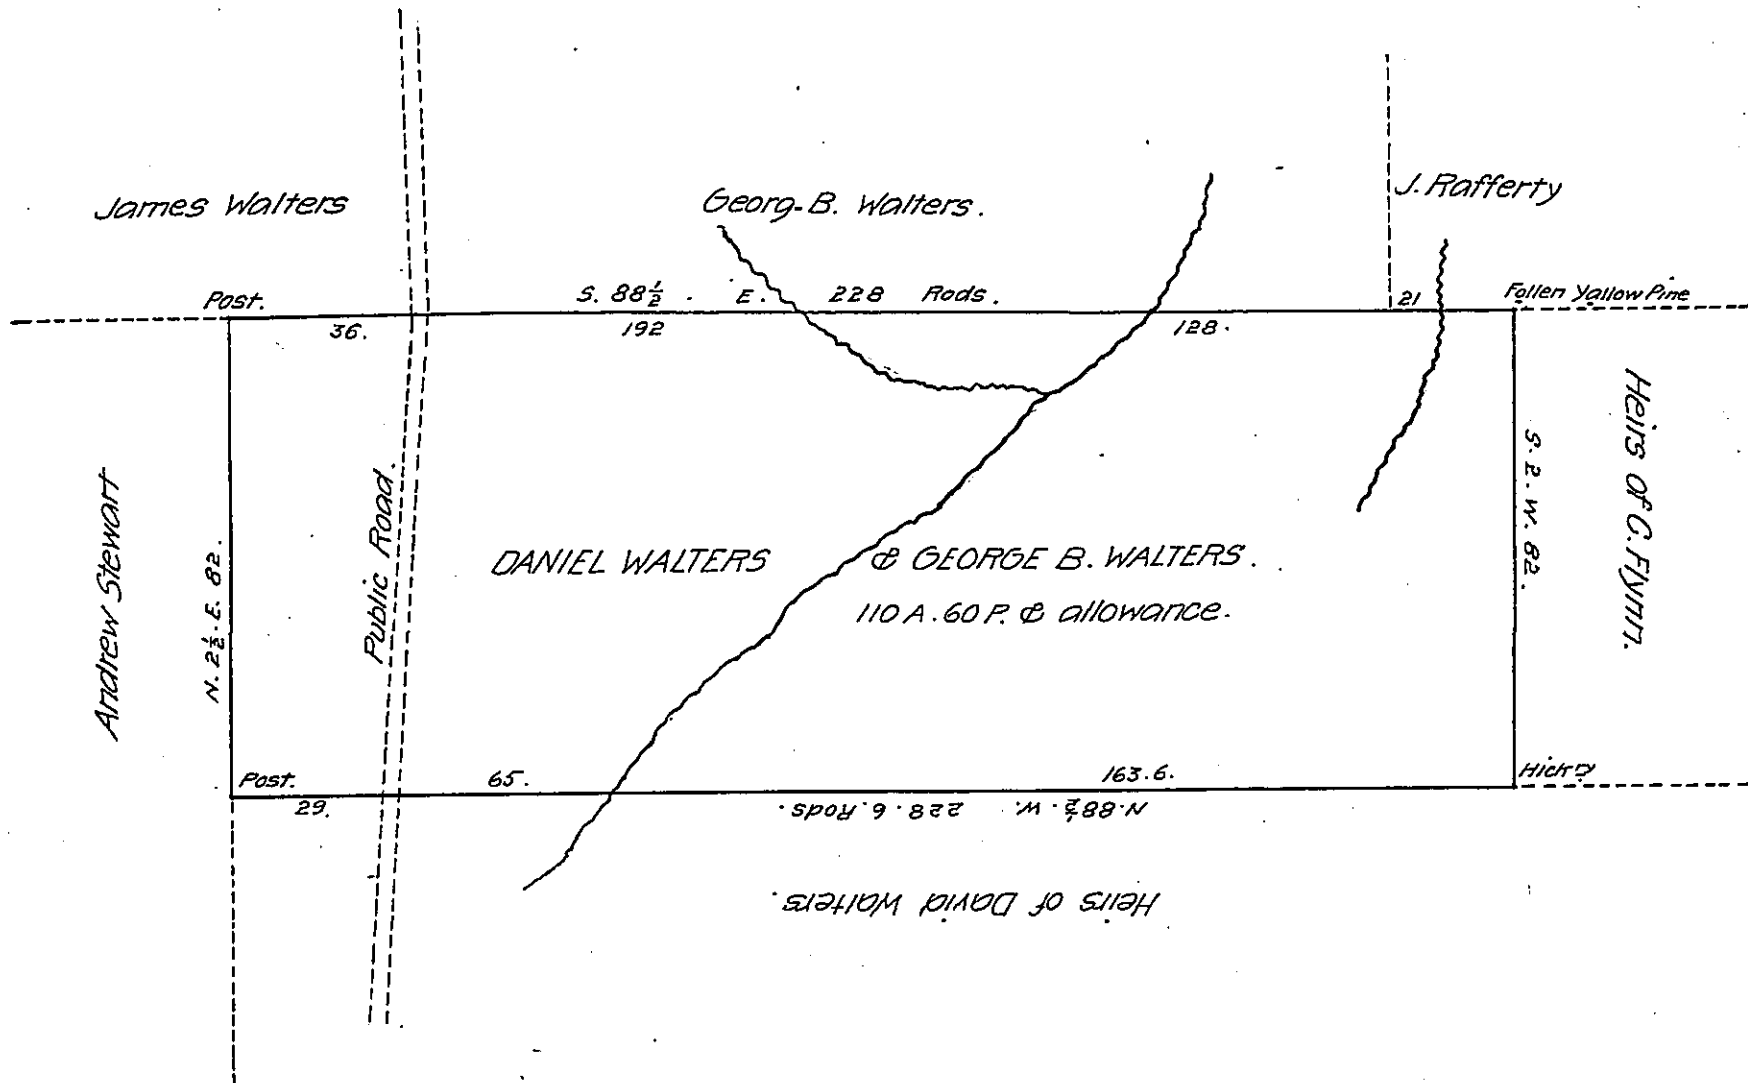 James Walters
Georg-B. Walters.
J. Rafferty
Post.
S. 88½ . E. 228 Rods.
21
Follen Yallow Pine
36.
192
128.
Andrew Stewart
N. 2½. E. 82.
Public Road.
DANIEL WALTERS & GEORGE B. WALTERS.
110 A. 60 P. & allowance.
S. 2. W. 82.
Heirs of C. Flynn.
Post.
65.
163.6.
Hickry
29.
N. 88½. W. 228.6. Rods.
Heirs of David Walters.